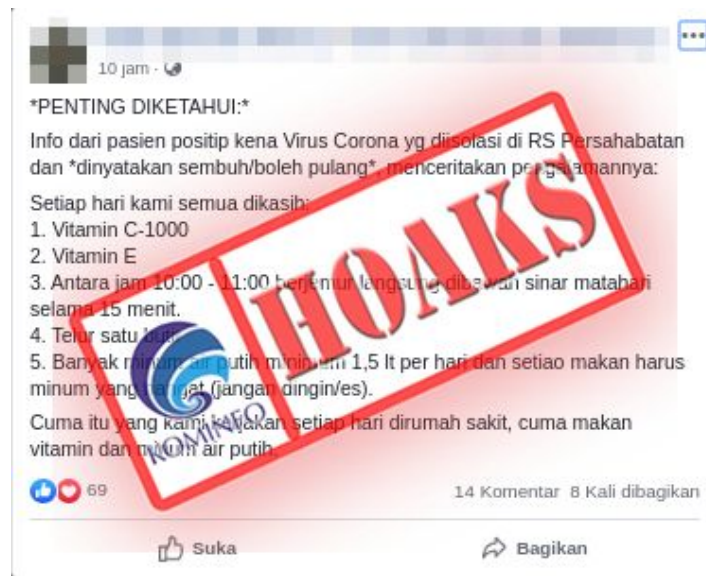 10 jam
*PENTING DIKETAHUI:*
Info dari pasien positip kena Virus Corona yg diisolasi di RS Persahabatan
dan *dinyatakan sembuh/boleh pulang*, menceritakan pengalamannya:
Setiap hari kami semua dikasih:
1. Vitamin C-1000
2. Vitamin E
3. Antara jam 10:00 - 11:00 berjemur langsung dibawah sinar matahari
selama 15 menit.
4. Telur satu butir
5. Banyak minum air putih minimum 1,5 lt per hari dan setiao makan harus
minum yang hangat (jangan dingin/es).
Cuma itu yang kami kerjakan setiap hari dirumah sakit, cuma makan
vitamin dan minum air putih.
HOAKS
KOMINFO
69
14 Komentar 8 Kali dibagikan
Suka
Bagikan